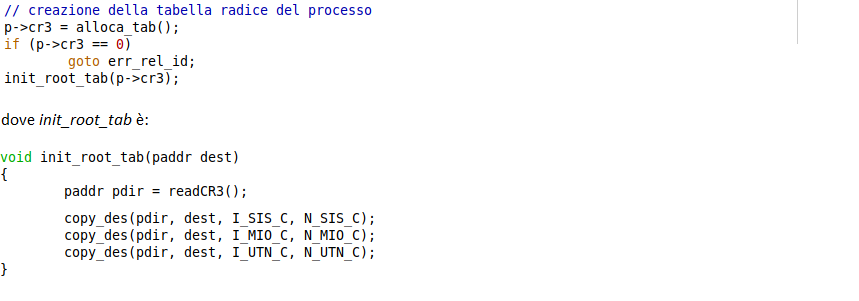 // creazione della tabella radice del processo
p->cr3 = alloca_tab();
if (p->cr3 == 0)
        goto err_rel_id;
init_root_tab(p->cr3);
dove init_root_tab è:
void init_root_tab(paddr dest)
{
        paddr pdir = readCR3();
        copy_des(pdir, dest, I_SIS_C, N_SIS_C);
        copy_des(pdir, dest, I_MIO_C, N_MIO_C);
        copy_des(pdir, dest, I_UTN_C, N_UTN_C);
}